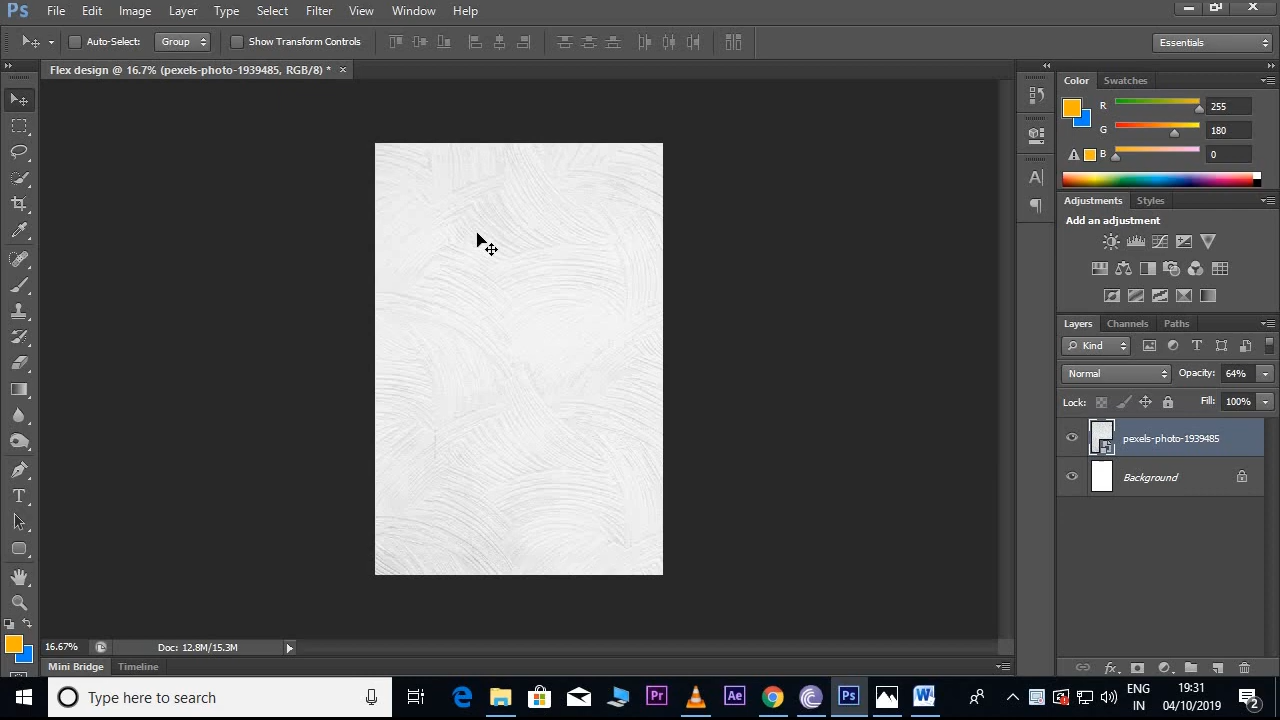 Ps File Edit Image Layer Type Select Filter View Window Help
Auto-Select: Group Show Transform Controls Essentials
Flex design @ 16.7% (pexels-photo-1939485, RGB/8) * ×
Color Swatches
R 255
G 180
B 0
Adjustments Styles
Add an adjustment
Layers Channels Paths
Kind
Normal Opacity: 64%
Lock: Fill: 100%
pexels-photo-1939485
Background
16.67% Doc: 12.8M/15.3M
Mini Bridge Timeline
Type here to search
ENG
IN
19:31
04/10/2019
2